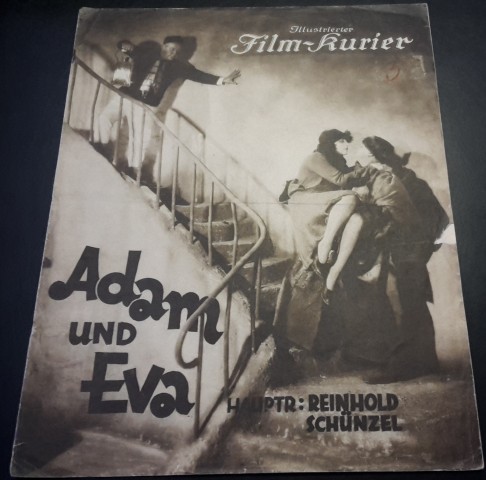 Illustrierter
Film-Kurier
Adam
UND
Eva
HAUPTR: REINHOLD
SCHÜNZEL